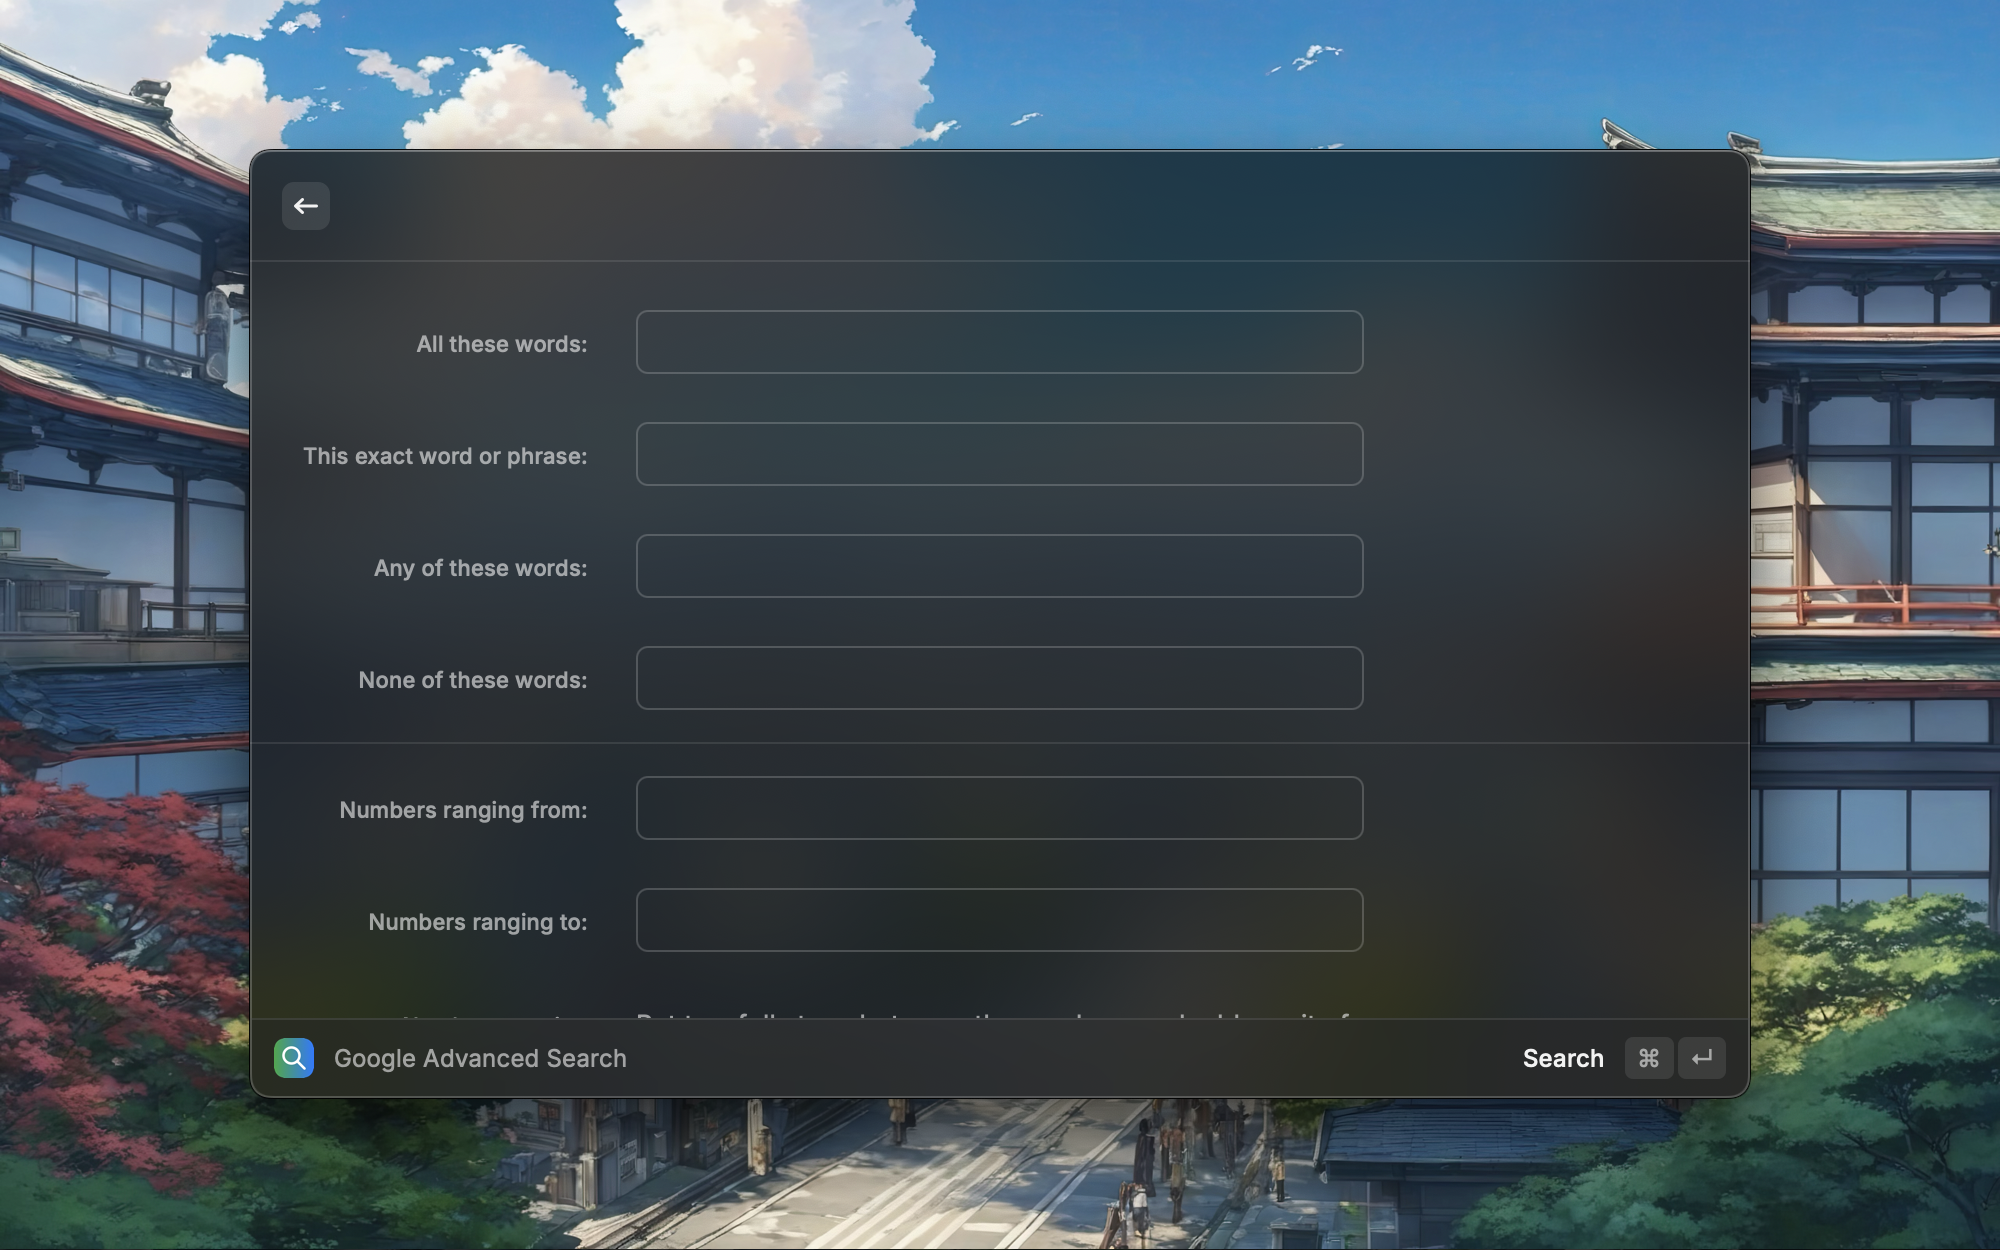 All these words:
This exact word or phrase:
Any of these words:
None of these words:
Numbers ranging from:
Numbers ranging to:
Google Advanced Search
Search ⌘ ↵